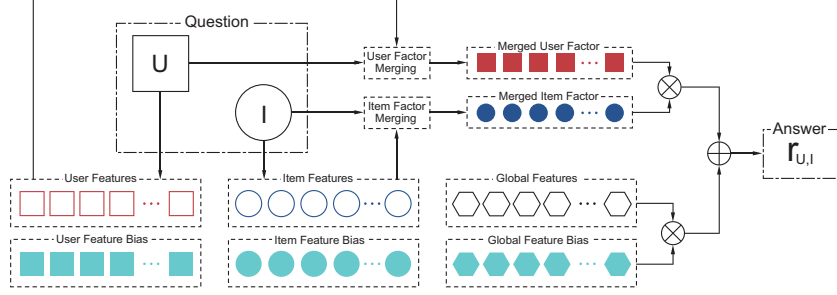 Question
U
I
User Factor
Merging
Item Factor
Merging
Merged User Factor
...
Merged Item Factor
...
Answer
rU,I
User Features
...
Item Features
...
Global Features
...
User Feature Bias
...
Item Feature Bias
...
Global Feature Bias
...